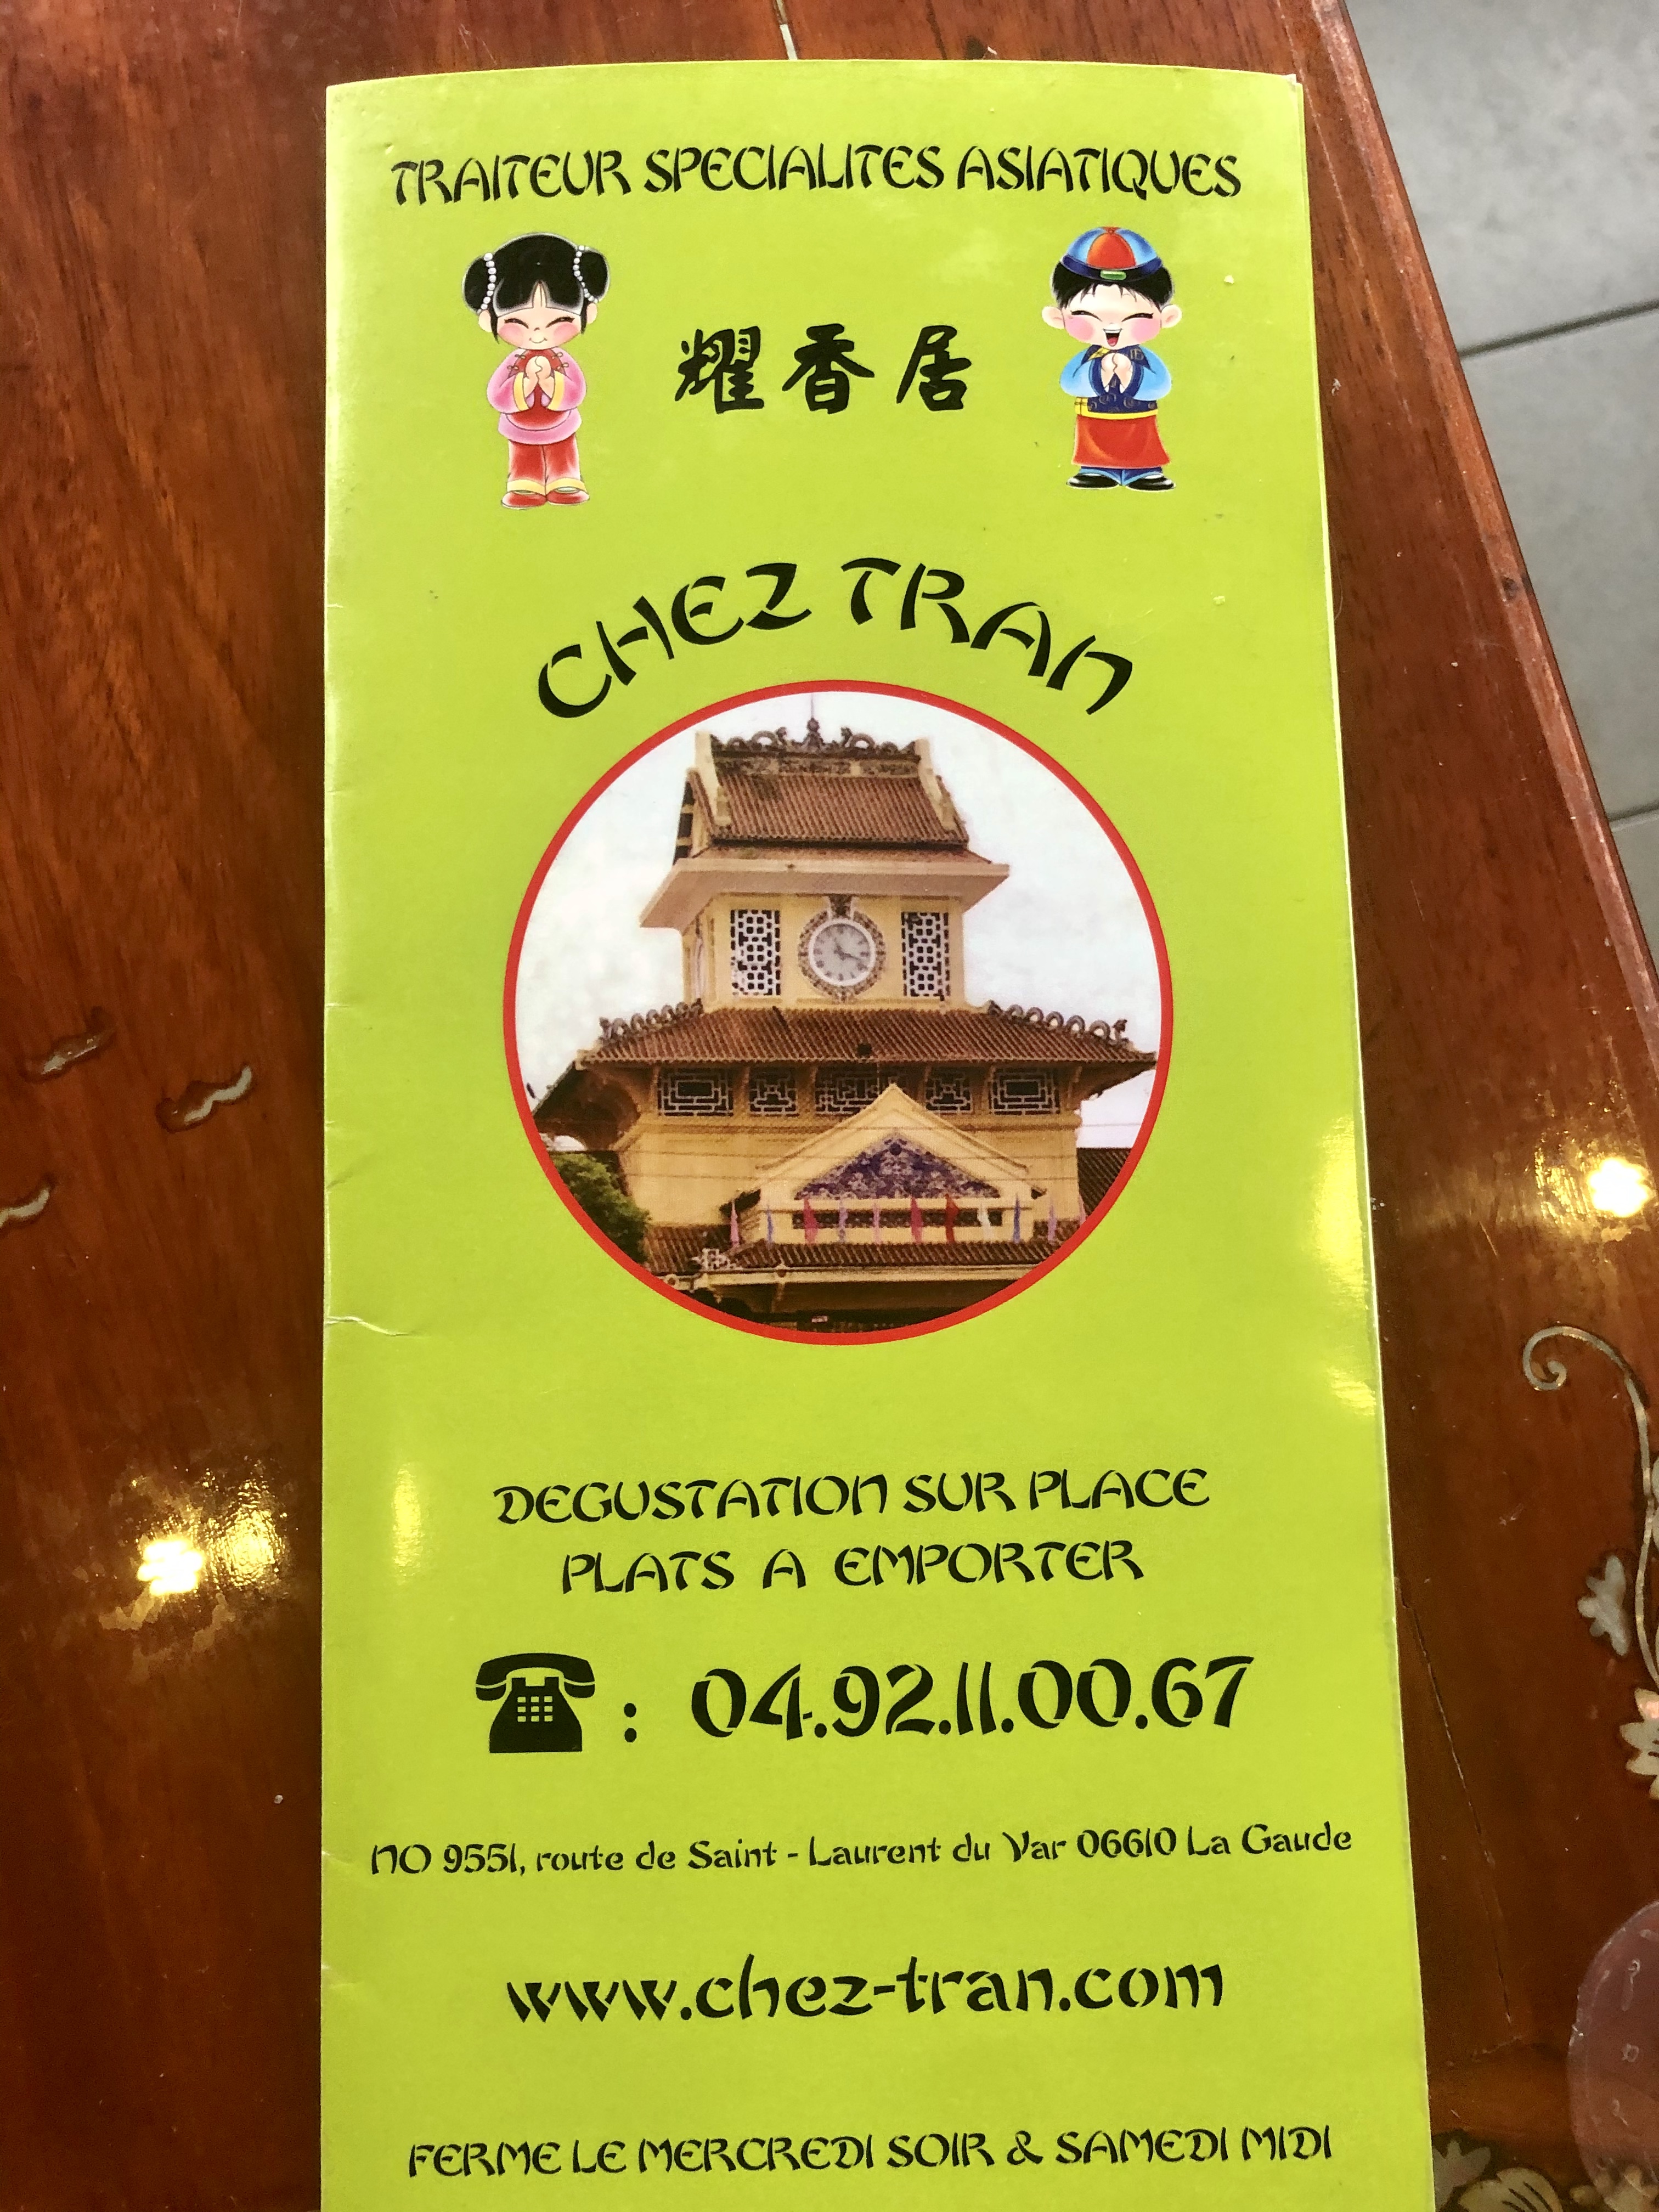 TRAITEUR SPECIALITES ASIATIQUES
耀香居
CHEZ TRAN
DEGUSTATION SUR PLACE
PLATS A EMPORTER
: 04.92.11.00.67
NO 9551, route de Saint - Laurent du Var 06610 La Gaude
www.chez-tran.com
FERME LE MERCREDI SOIR & SAMEDI MIDI